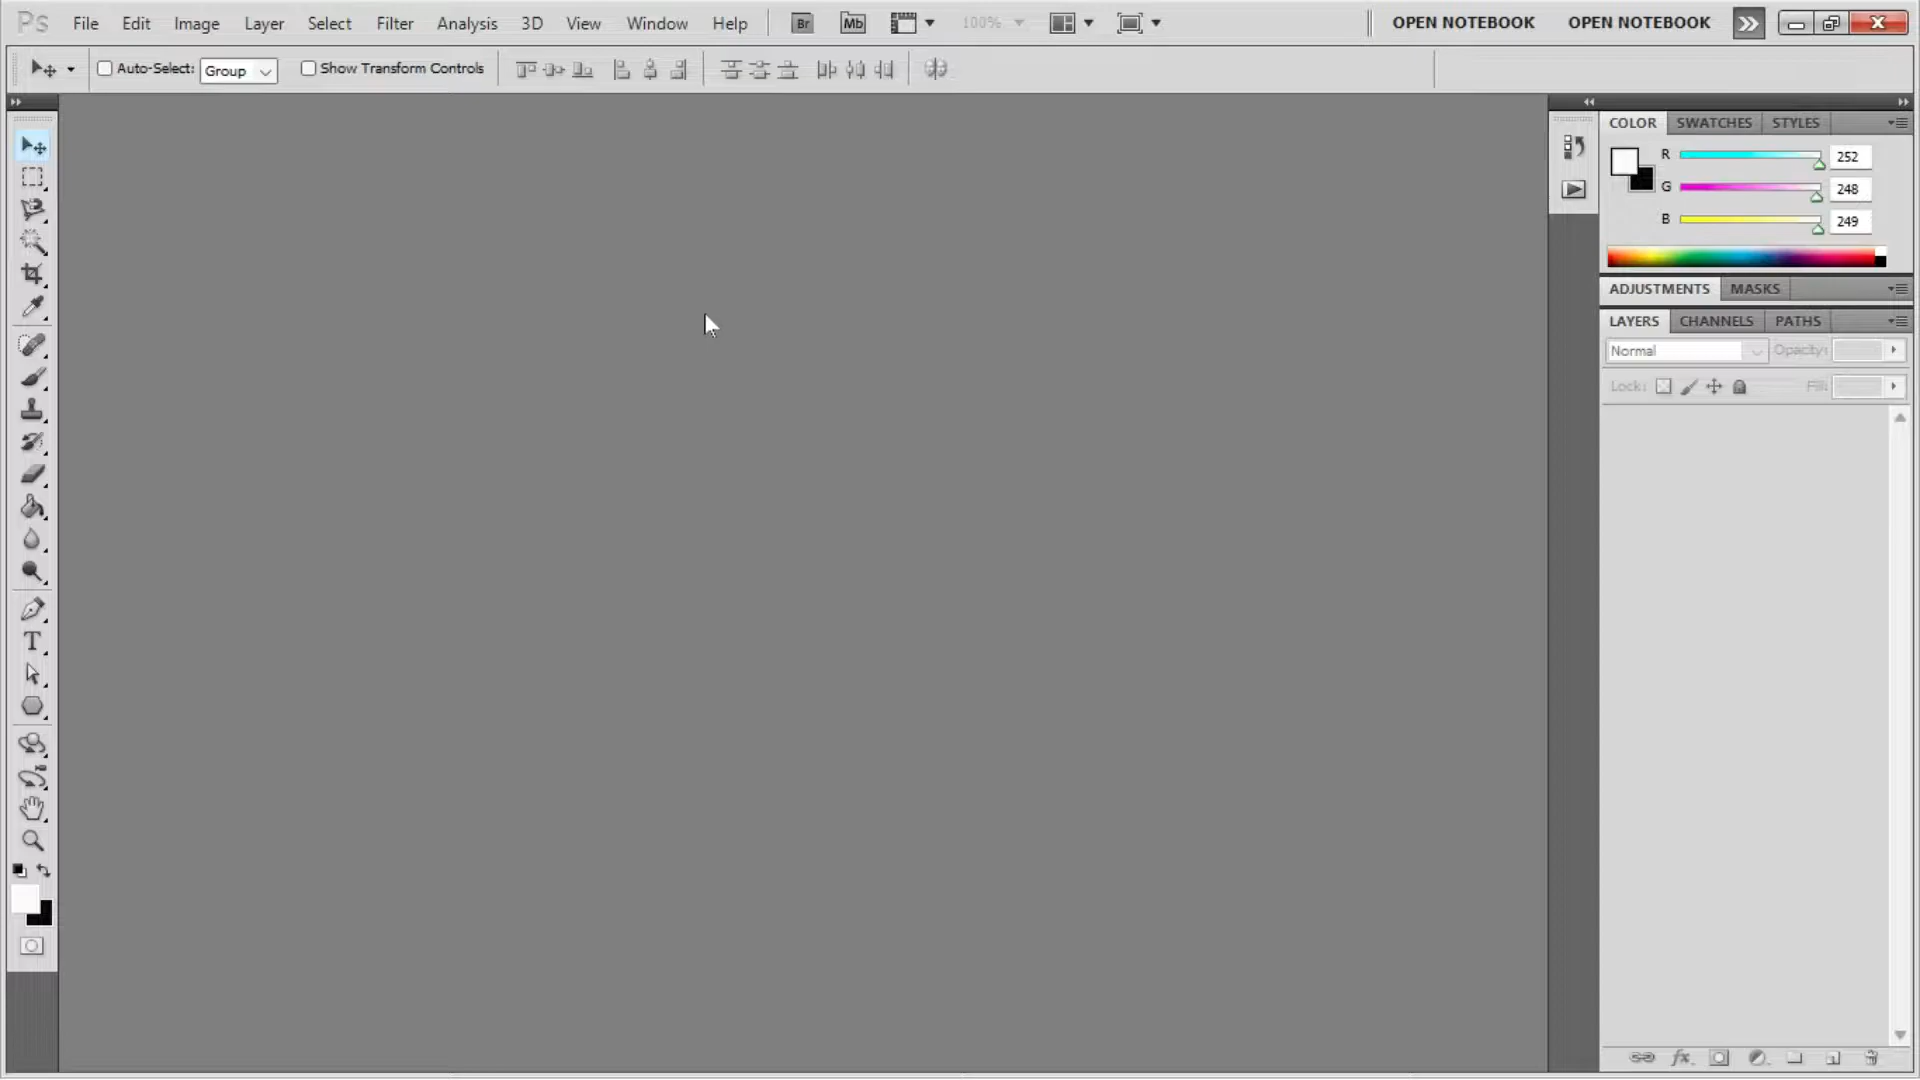 Ps File Edit Image Layer Select Filter Analysis 3D View Window Help Br Mb 100% OPEN NOTEBOOK OPEN NOTEBOOK
Auto-Select: Group Show Transform Controls
COLOR SWATCHES STYLES
R 252
G 248
B 249
ADJUSTMENTS MASKS
LAYERS CHANNELS PATHS
Normal Opacity:
Lock: Fill:
T
fx